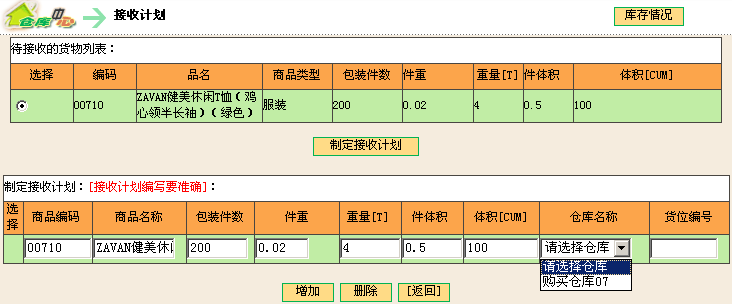 仓库中心 接收计划 库存情况
待接收的货物列表：
选择 编码 品名 商品类型 包装件数 件重 重量[T] 件体积 体积[CUM]
00710 ZAVAN健美休闲T恤（鸡心领半长袖）（绿色） 服装 200 0.02 4 0.5 100
制定接收计划
制定接收计划：[接收计划编写要准确]：
选择 商品编码 商品名称 包装件数 件重 重量[T] 件体积 体积[CUM] 仓库名称 货位编号
00710 ZAVAN健美休 200 0.02 4 0.5 100 请选择仓库
请选择仓库
购买仓库07
增加 删除 [返回]